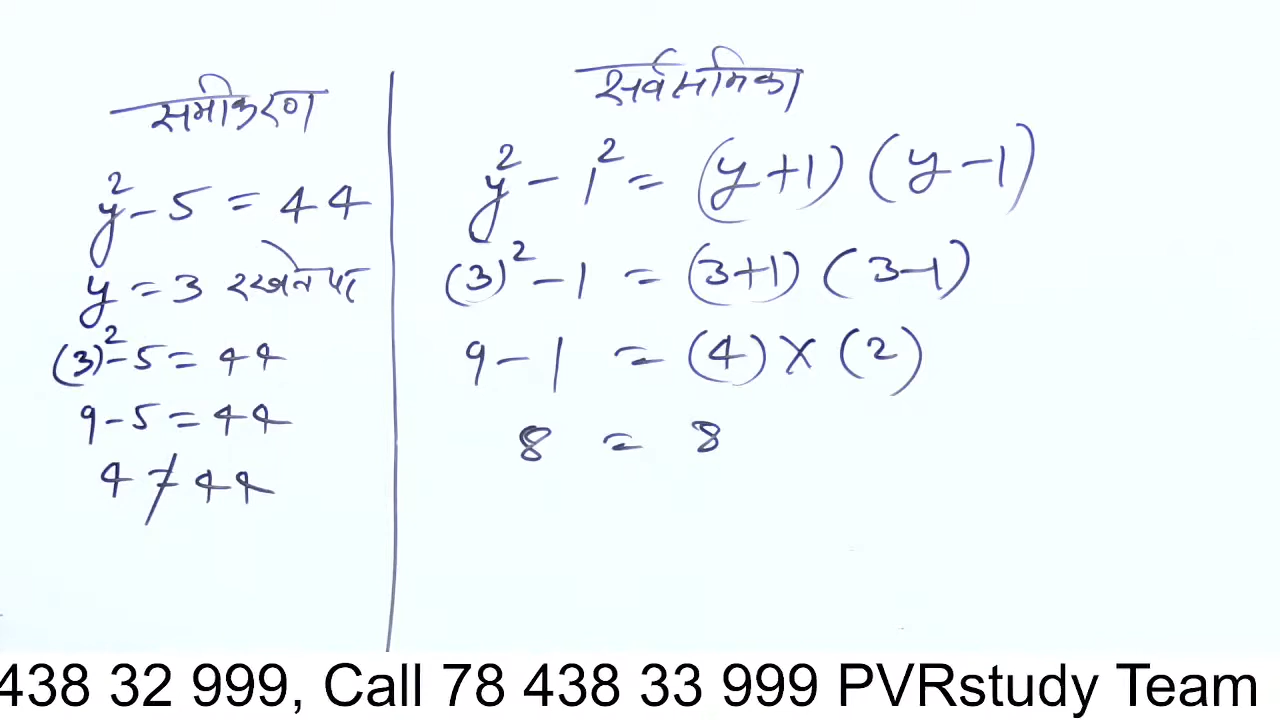 समीकरण
y² - 5 = 44
y = 3 रखने पर
(3)² - 5 = 44
9 - 5 = 44
4 ≠ 44
सर्वसमिका
y² - 1² = (y + 1) (y - 1)
(3)² - 1 = (3+1) (3-1)
9 - 1 = (4) × (2)
8 = 8
438 32 999, Call 78 438 33 999 PVRstudy Team